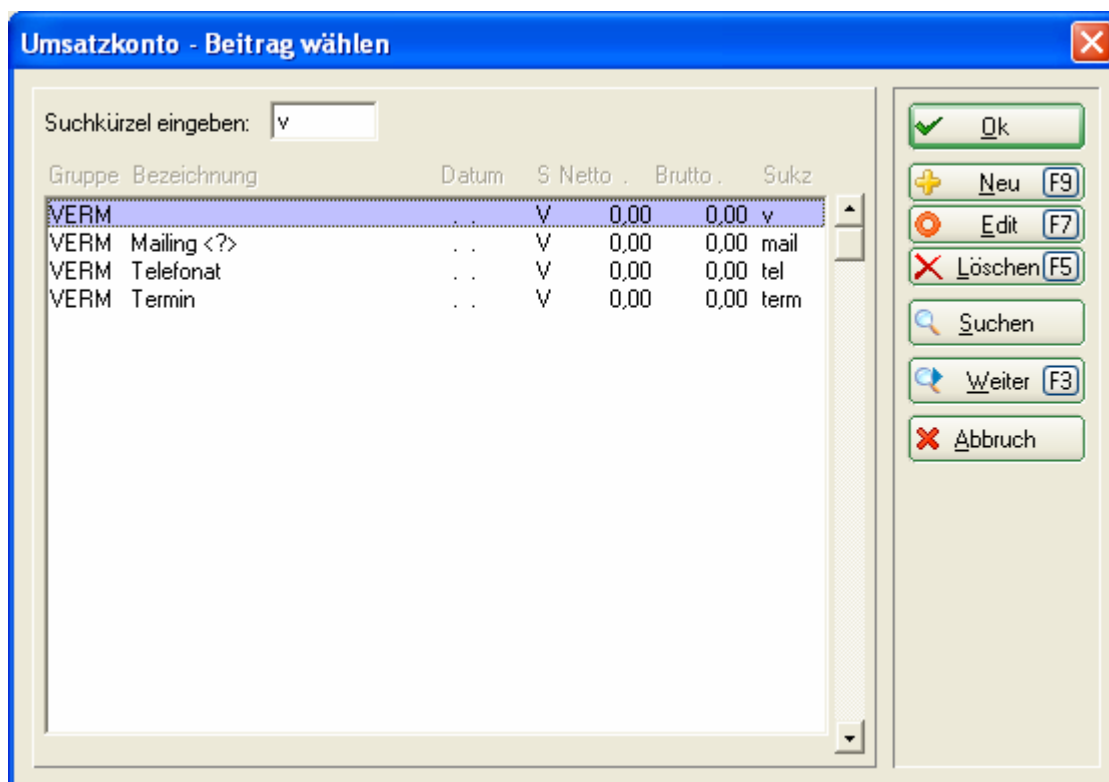 Umsatzkonto - Beitrag wählen
Suchkürzel eingeben: v
Gruppe Bezeichnung Datum S Netto . Brutto . Sukz
VERM . . V 0,00 0,00 v
VERM Mailing <?> . . V 0,00 0,00 mail
VERM Telefonat . . V 0,00 0,00 tel
VERM Termin . . V 0,00 0,00 term
Ok
Neu F9
Edit F7
Löschen F5
Suchen
Weiter F3
Abbruch